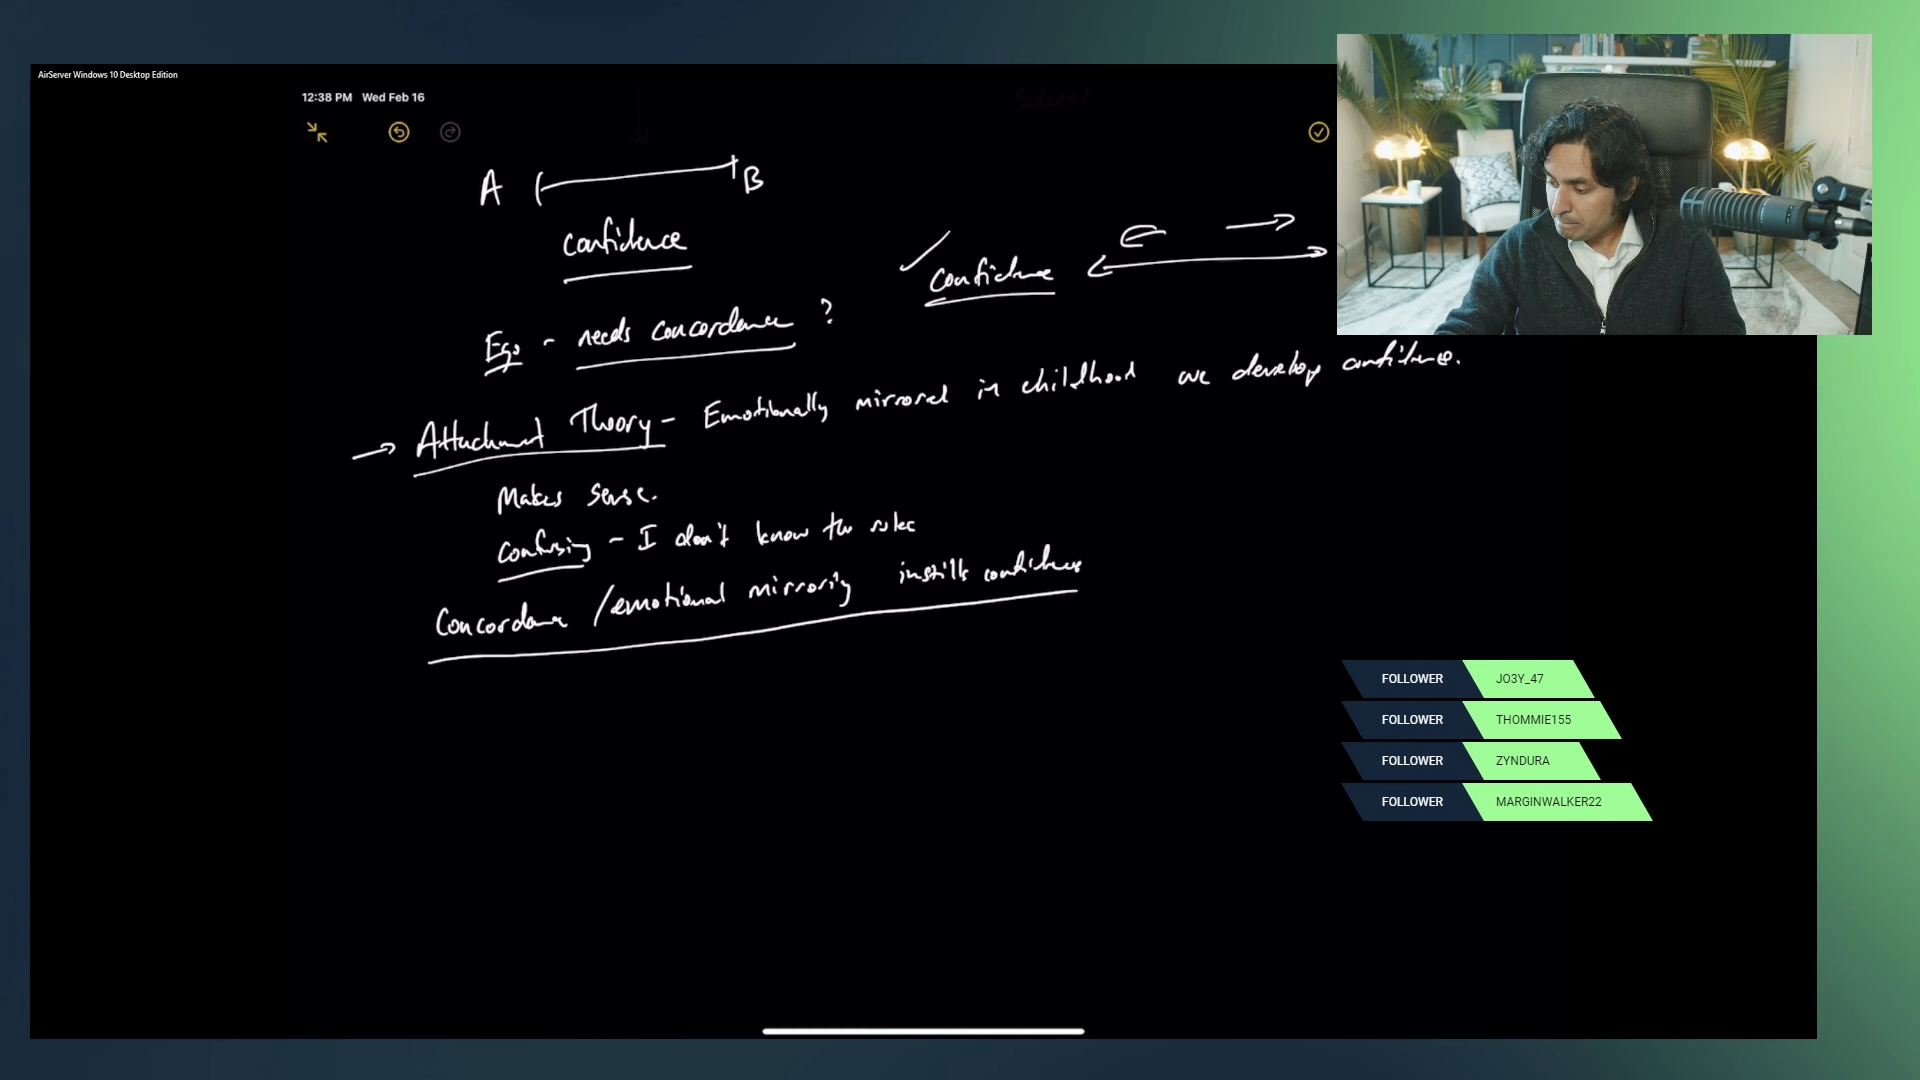 AirServer Windows 10 Desktop Edition
12:38 PM Wed Feb 16
A B
confidence
Confidence
Ego - needs concordance ?
→ Attachment Theory - Emotionally mirrored in childhood we develop confidence.
Makes sense.
Confusing - I don't know the rules
Concordance / emotional mirroring instills confidence
FOLLOWER JO3Y_47
FOLLOWER THOMMIE155
FOLLOWER ZYNDURA
FOLLOWER MARGINWALKER22